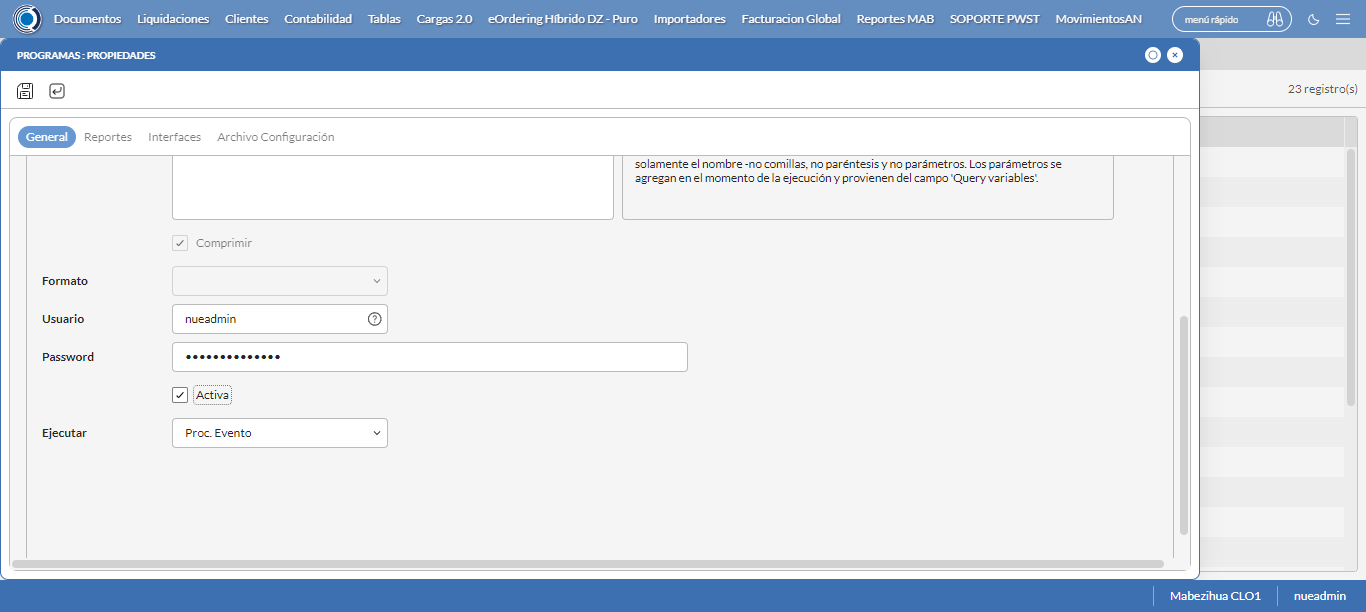 Documentos Liquidaciones Clientes Contabilidad Tablas Cargas 2.0 eOrdering Híbrido DZ - Puro Importadores Facturacion Global Reportes MAB SOPORTE PWST MovimientosAN menú rápido
PROGRAMAS : PROPIEDADES
23 registro(s)
General Reportes Interfaces Archivo Configuración
solamente el nombre -no comillas, no paréntesis y no parámetros. Los parámetros se
agregan en el momento de la ejecución y provienen del campo 'Query variables'.
Comprimir
Formato
Usuario nueadmin
Password ••••••••••••••
Activa
Ejecutar Proc. Evento
Mabezihua CLO1 nueadmin